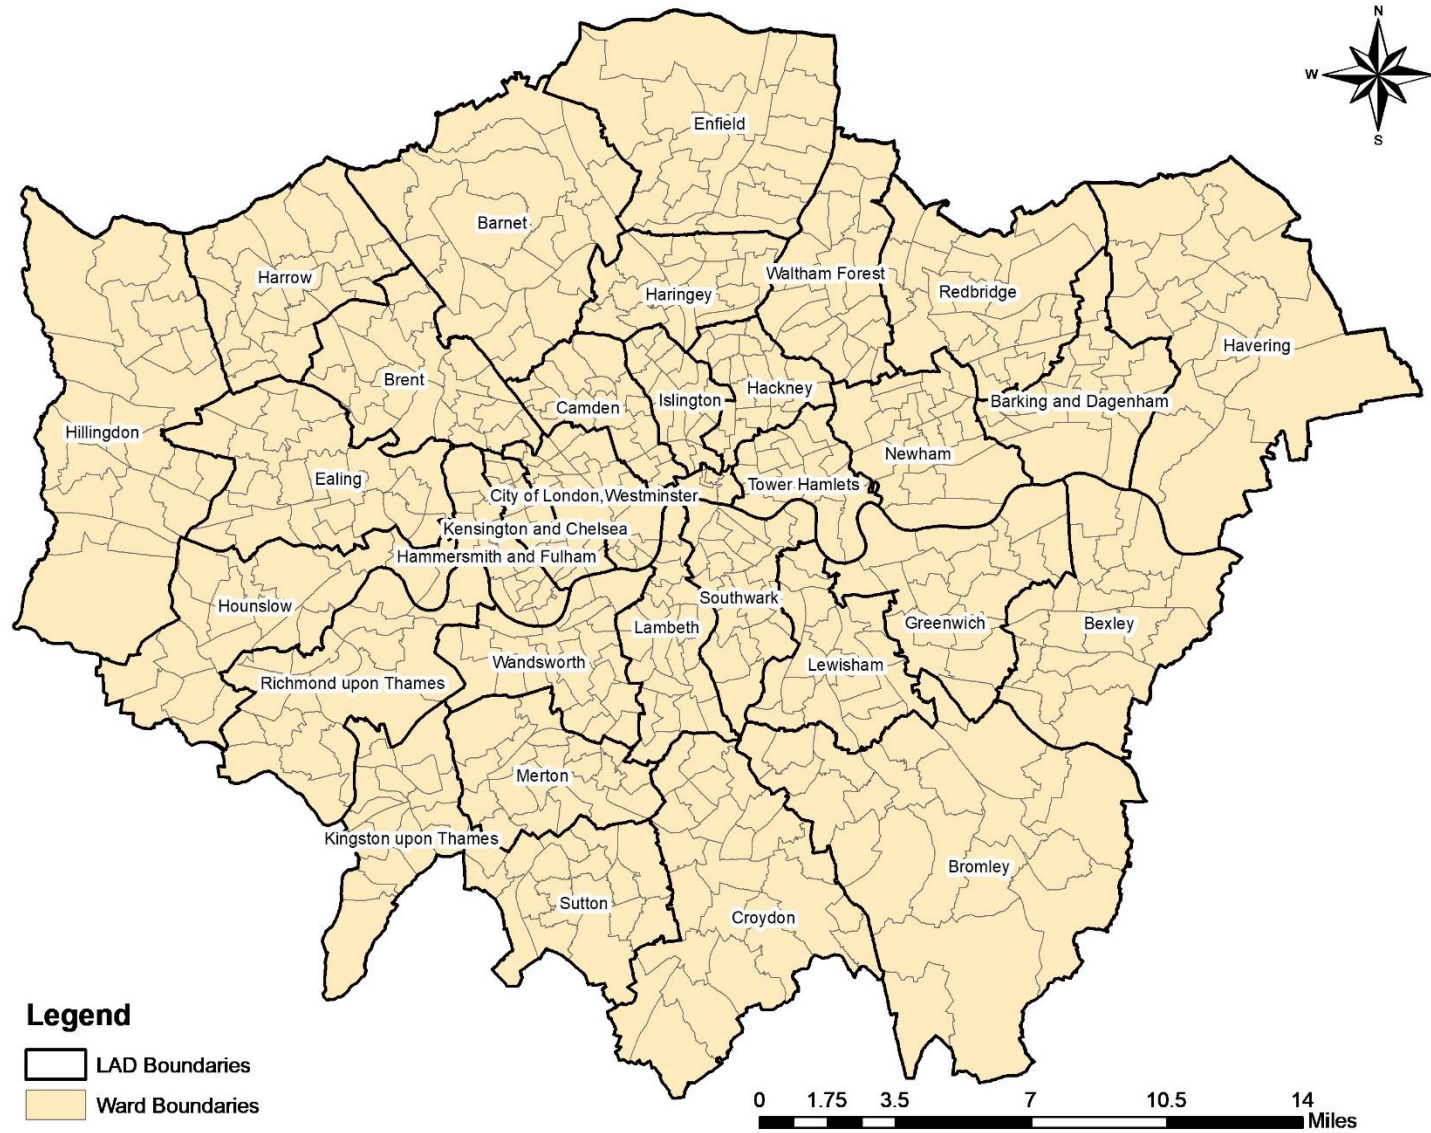 N
W
S
Enfield
Barnet
Harrow
Haringey
Waltham Forest
Redbridge
Havering
Brent
Camden
Islington
Hackney
Barking and Dagenham
Hillingdon
Newham
Ealing
Tower Hamlets
City of London,Westminster
Kensington and Chelsea
Hammersmith and Fulham
Hounslow
Southwark
Lambeth
Greenwich
Bexley
Wandsworth
Lewisham
Richmond upon Thames
Merton
Kingston upon Thames
Bromley
Sutton
Croydon
Legend
LAD Boundaries
Ward Boundaries
0 1.75 3.5 7 10.5 14
Miles